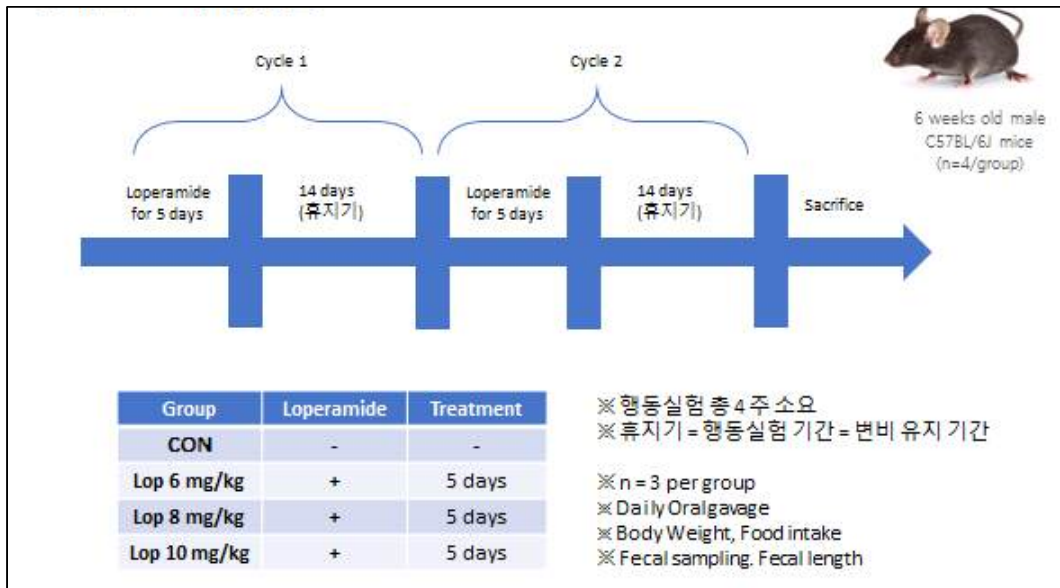 Cycle 1
Cycle 2
6 weeks old male
C57BL/6J mice
(n=4/group)
Loperamide
for 5 days
14 days
(휴지기)
Loperamide
for 5 days
14 days
(휴지기)
Sacrifice
Group Loperamide Treatment
CON - -
Lop 6 mg/kg + 5 days
Lop 8 mg/kg + 5 days
Lop 10 mg/kg + 5 days
※ 행동실험 총 4 주 소요
※ 휴지기 = 행동실험 기간 = 변비 유지 기간
※ n = 3 per group
※ Daily Oral gavage
※ Body Weight, Food intake
※ Fecal sampling. Fecal length